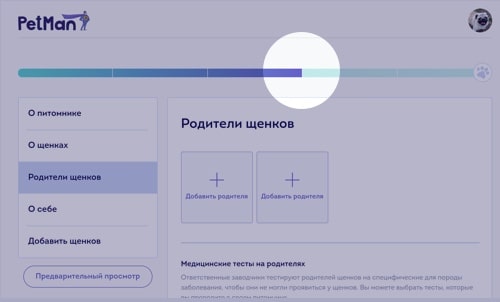 PetMan
О питомнике
О щенках
Родители щенков
О себе
Добавить щенков
Предварительный просмотр
Родители щенков
Добавить родителя
Добавить родителя
Медицинские тесты на родителях
Ответственные заводчики тестируют родителей щенков на специфические для породы
заболевания, чтобы они не могли проявиться у щенков. Вы можете выбрать тесты, которые